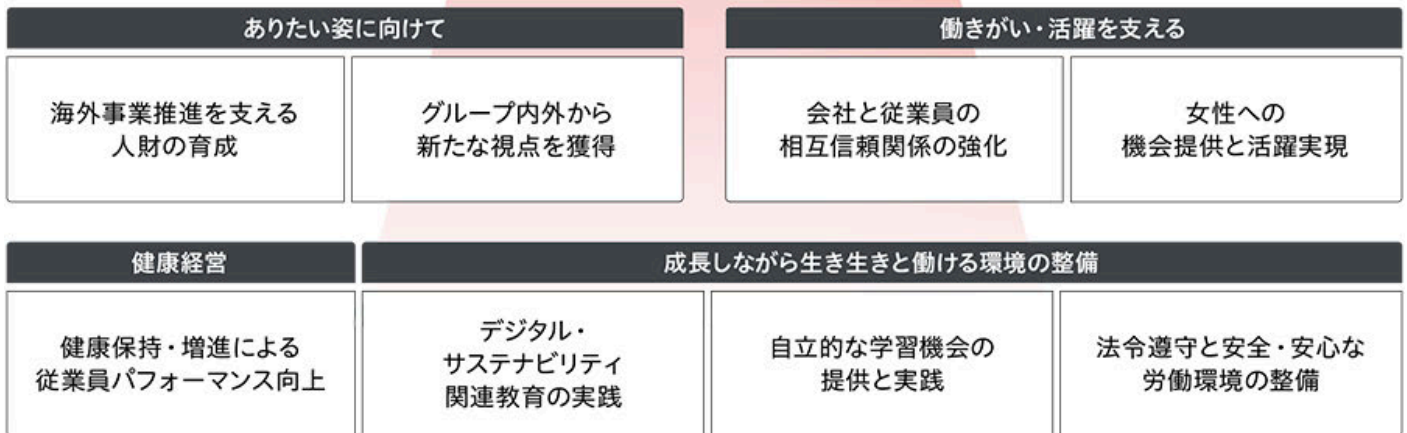 ありたい姿に向けて
海外事業推進を支える
人財の育成
グループ内外から
新たな視点を獲得
働きがい・活躍を支える
会社と従業員の
相互信頼関係の強化
女性への
機会提供と活躍実現
健康経営
健康保持・増進による
従業員パフォーマンス向上
成長しながら生き生きと働ける環境の整備
デジタル・
サステナビリティ
関連教育の実践
自立的な学習機会の
提供と実践
法令遵守と安全・安心な
労働環境の整備